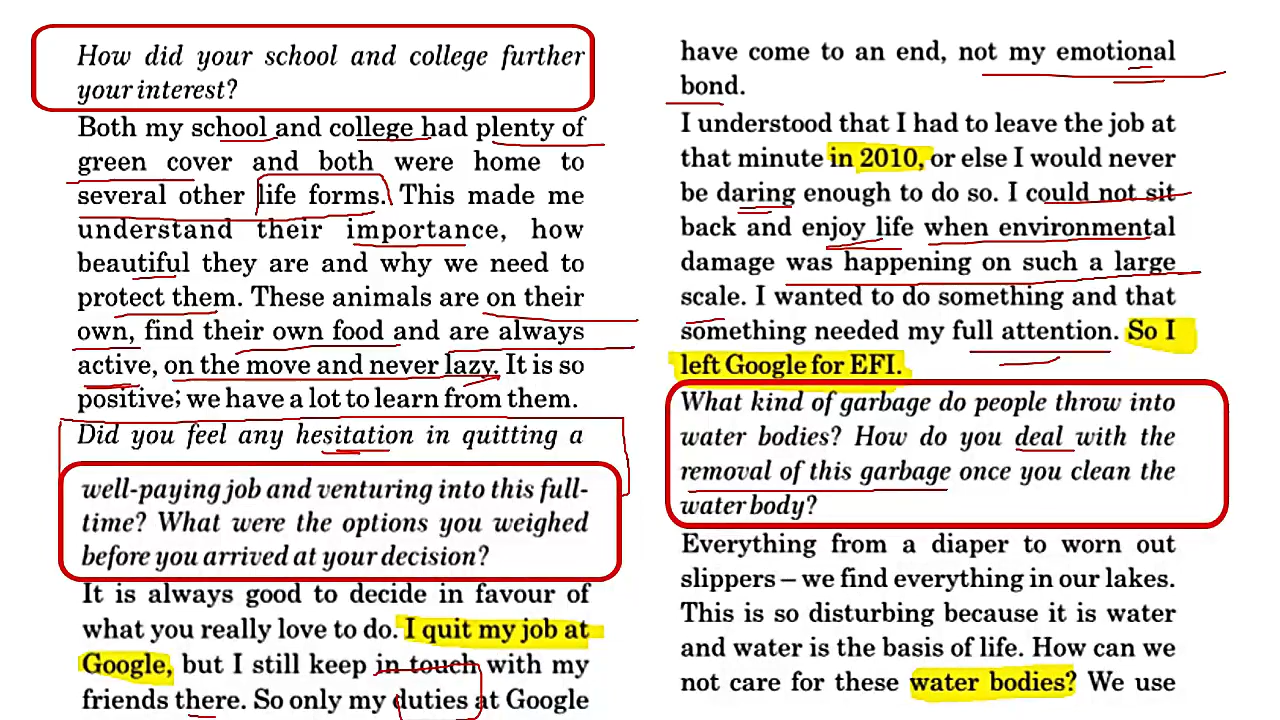 How did your school and college further
your interest?
Both my school and college had plenty of
green cover and both were home to
several other life forms. This made me
understand their importance, how
beautiful they are and why we need to
protect them. These animals are on their
own, find their own food and are always
active, on the move and never lazy. It is so
positive; we have a lot to learn from them.
Did you feel any hesitation in quitting a
well-paying job and venturing into this full-
time? What were the options you weighed
before you arrived at your decision?
It is always good to decide in favour of
what you really love to do. I quit my job at
Google, but I still keep in touch with my
friends there. So only my duties at Google
have come to an end, not my emotional
bond.
I understood that I had to leave the job at
that minute in 2010, or else I would never
be daring enough to do so. I could not sit
back and enjoy life when environmental
damage was happening on such a large
scale. I wanted to do something and that
something needed my full attention. So I
left Google for EFI.
What kind of garbage do people throw into
water bodies? How do you deal with the
removal of this garbage once you clean the
water body?
Everything from a diaper to worn out
slippers – we find everything in our lakes.
This is so disturbing because it is water
and water is the basis of life. How can we
not care for these water bodies? We use